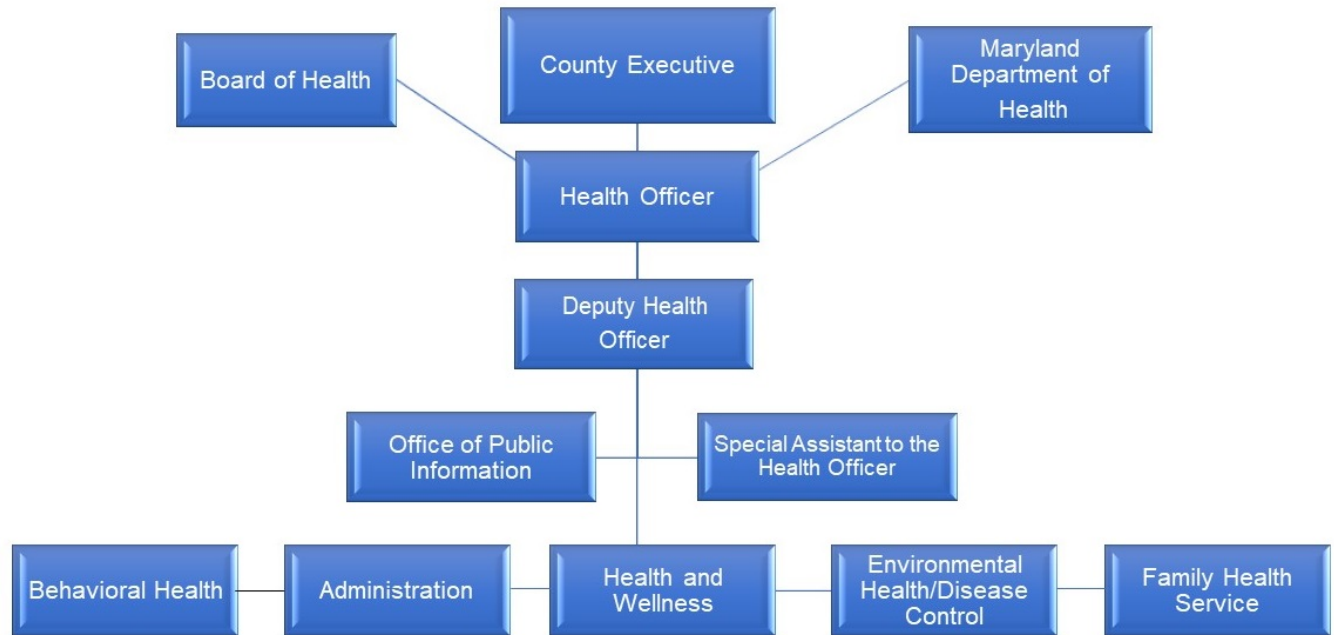 Board of Health
County Executive
Maryland
Department of
Health
Health Officer
Deputy Health
Officer
Office of Public
Information
Special Assistant to the
Health Officer
Behavioral Health
Administration
Health and
Wellness
Environmental
Health/Disease
Control
Family Health
Service